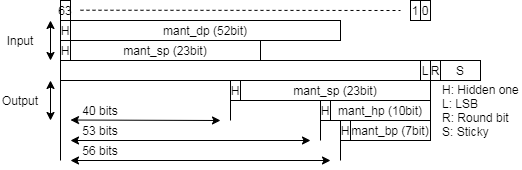 63 1 0
H mant_dp (52bit)
Input
H mant_sp (23bit)
L R S
H mant_sp (23bit) H: Hidden one
Output
40 bits H mant_hp (10bit) L: LSB
R: Round bit
53 bits H mant_bp (7bit) S: Sticky
56 bits